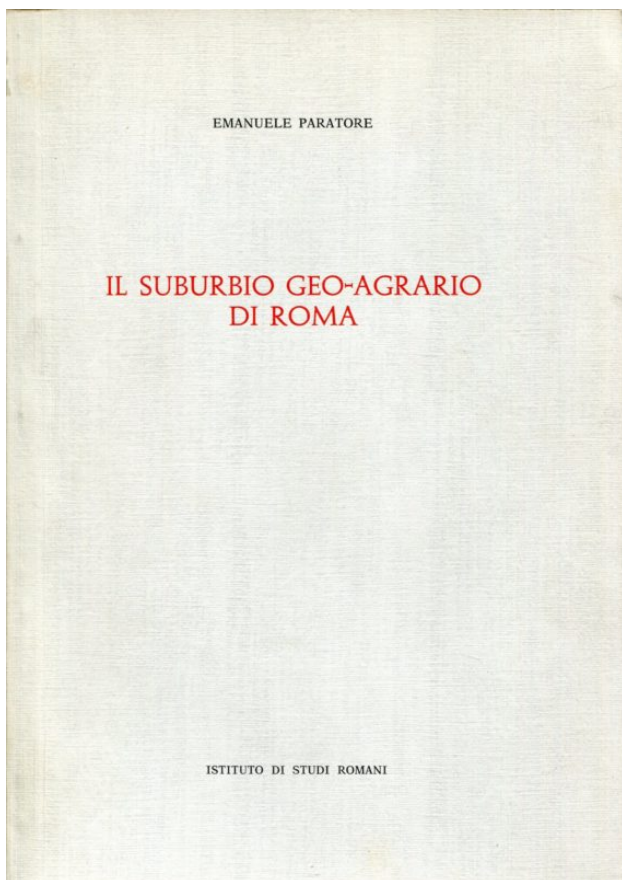 EMANUELE PARATORE
IL SUBURBIO GEO-AGRARIO
DI ROMA
ISTITUTO DI STUDI ROMANI